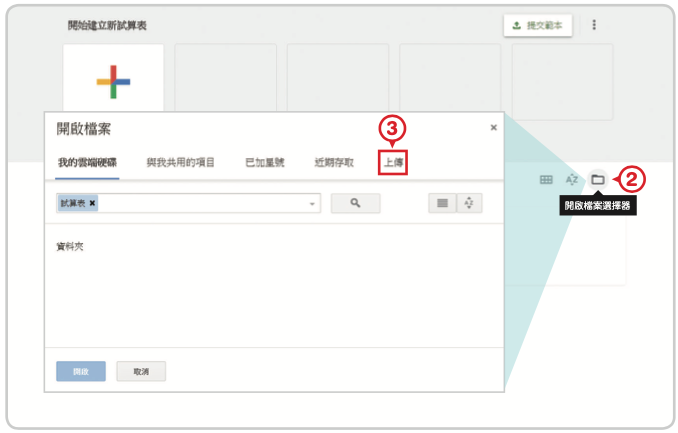 開始建立新試算表
提交範本
開啟檔案
×
③
我的雲端硬碟
與我共用的項目
已加星號
近期存取
上傳
②
開啟檔案選擇器
試算表 ×
資料夾
開啟
取消